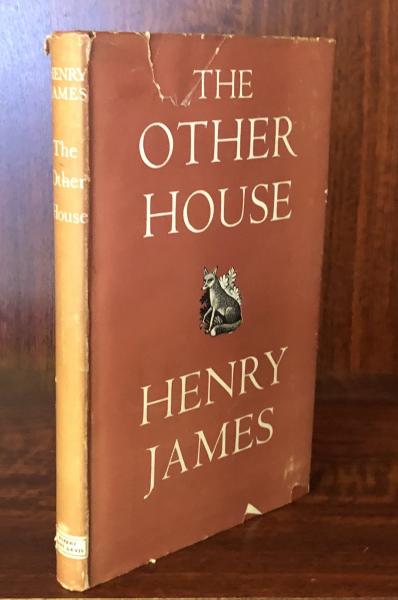 THE
OTHER
HOUSE
HENRY
JAMES
HENRY
JAMES
The
Other
House